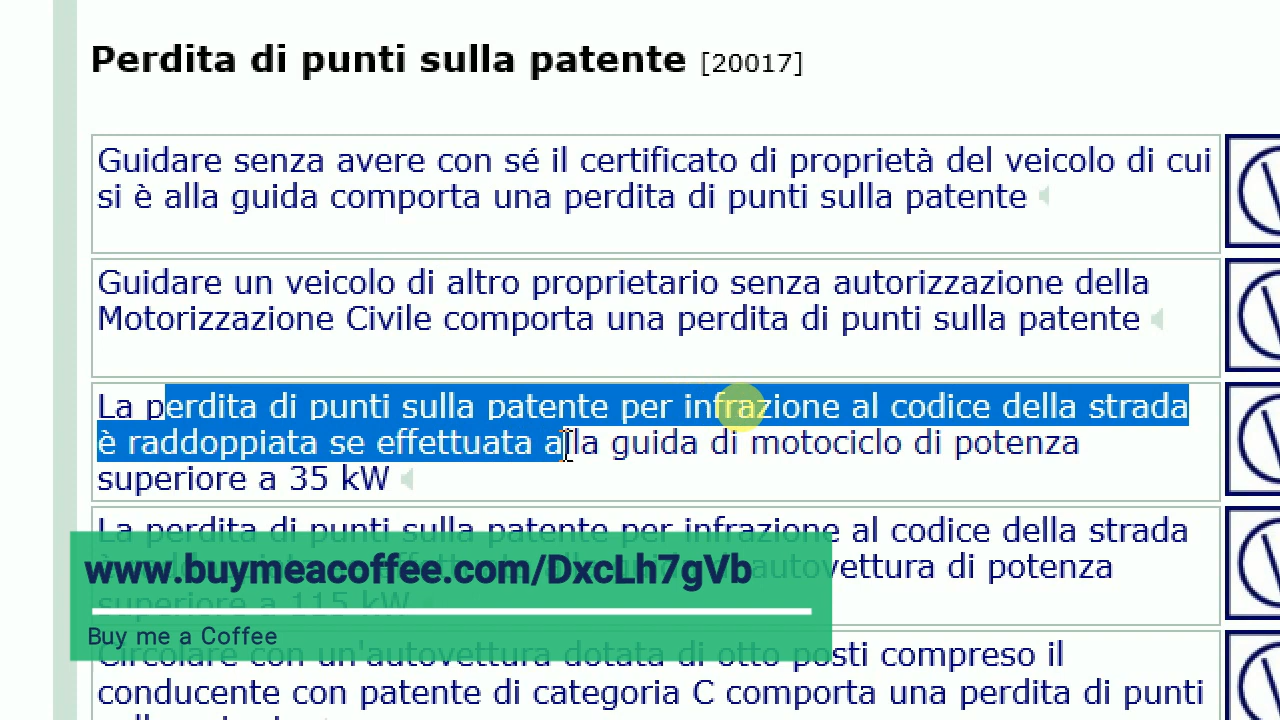 Perdita di punti sulla patente [20017]
Guidare senza avere con sé il certificato di proprietà del veicolo di cui
si è alla guida comporta una perdita di punti sulla patente
Guidare un veicolo di altro proprietario senza autorizzazione della
Motorizzazione Civile comporta una perdita di punti sulla patente
La perdita di punti sulla patente per infrazione al codice della strada
è raddoppiata se effettuata alla guida di motociclo di potenza
superiore a 35 kW
La perdita di punti sulla patente per infrazione al codice della strada
autovettura di potenza
superiore a 115 kW
www.buymeacoffee.com/DxcLh7gVb
Buy me a Coffee
Circolare con un'autovettura dotata di otto posti compreso il
conducente con patente di categoria C comporta una perdita di punti